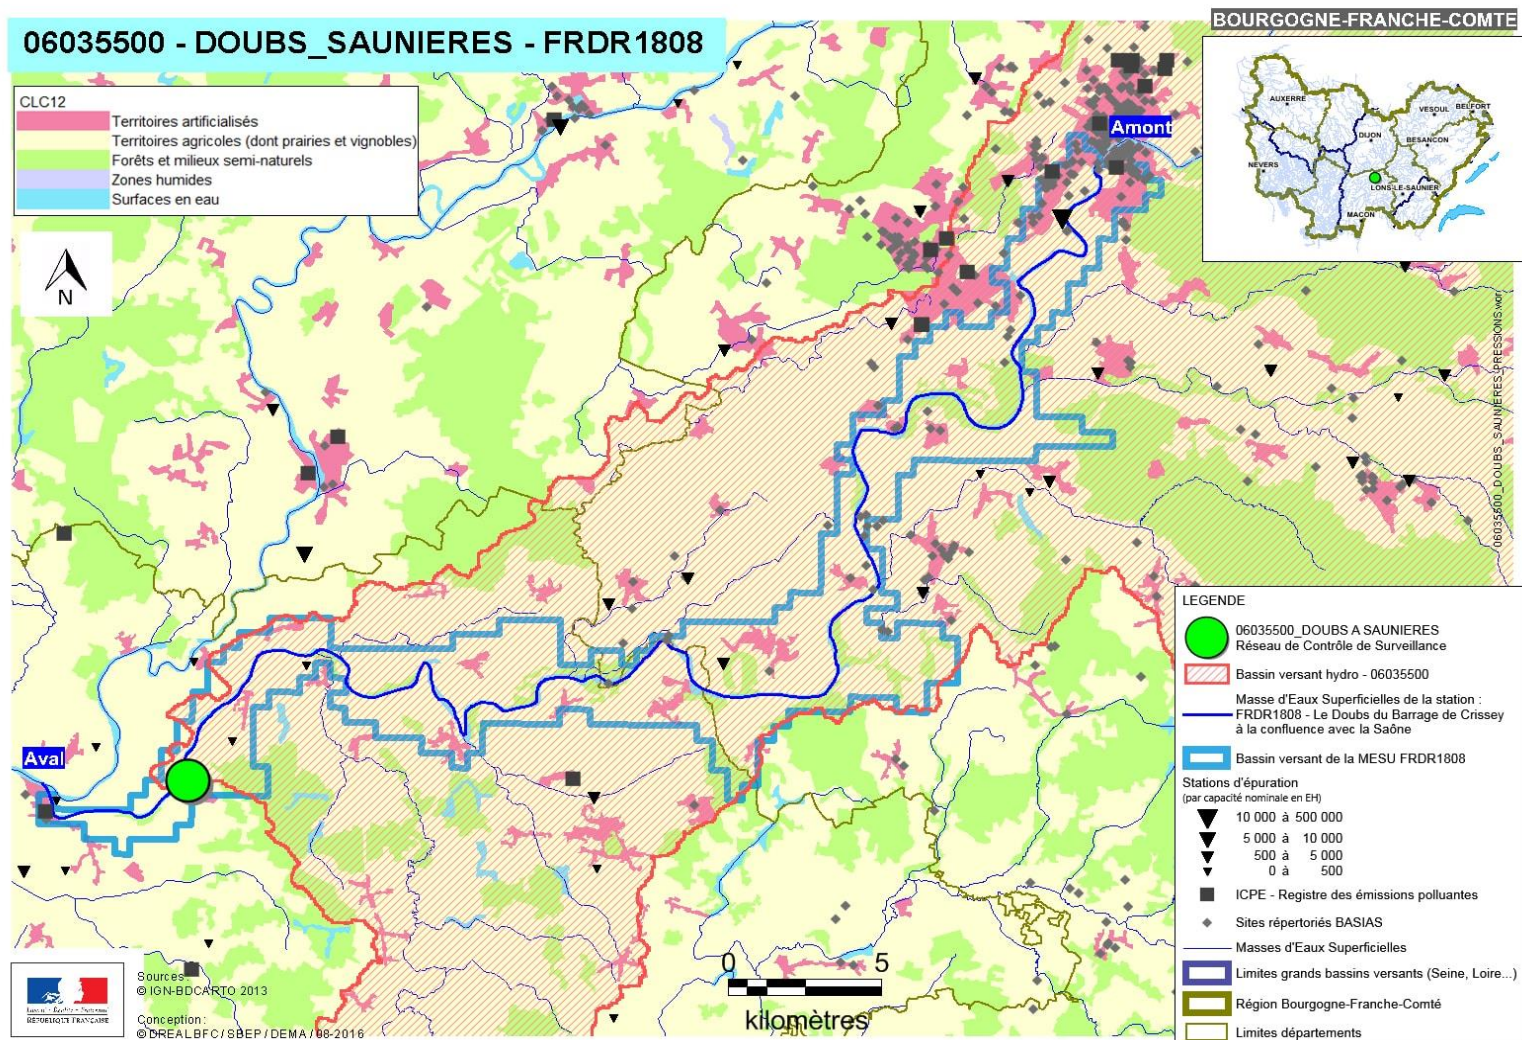 BOURGOGNE-FRANCHE-COMTE
06035500 - DOUBS_SAUNIERES - FRDR1808
CLC12
Territoires artificialisés
Territoires agricoles (dont prairies et vignobles)
Forêts et milieux semi-naturels
Zones humides
Surfaces en eau
N
Amont
Aval
AUXERRE
VESOUL
BELFORT
DIJON
BESANCON
NEVERS
LONS-LE-SAUNIER
MACON
06035500_DOUBS_SAUNIERES_PRESSIONS.wor
LEGENDE
06035500_DOUBS A SAUNIERES
Réseau de Contrôle de Surveillance
Bassin versant hydro - 06035500
Masse d'Eaux Superficielles de la station :
FRDR1808 - Le Doubs du Barrage de Crissey
à la confluence avec la Saône
Bassin versant de la MESU FRDR1808
Stations d'épuration
(par capacité nominale en EH)
10 000 à 500 000
5 000 à 10 000
500 à 5 000
0 à 500
ICPE - Registre des émissions polluantes
Sites répertoriés BASIAS
Masses d'Eaux Superficielles
Limites grands bassins versants (Seine, Loire...)
Région Bourgogne-Franche-Comté
Limites départements
0 5
kilomètres
Liberté • Égalité • Fraternité
RÉPUBLIQUE FRANÇAISE
Sources:
© IGN-BDCARTO 2013
Conception :
© DREALBFC / SBEP / DEMA / 08-2016